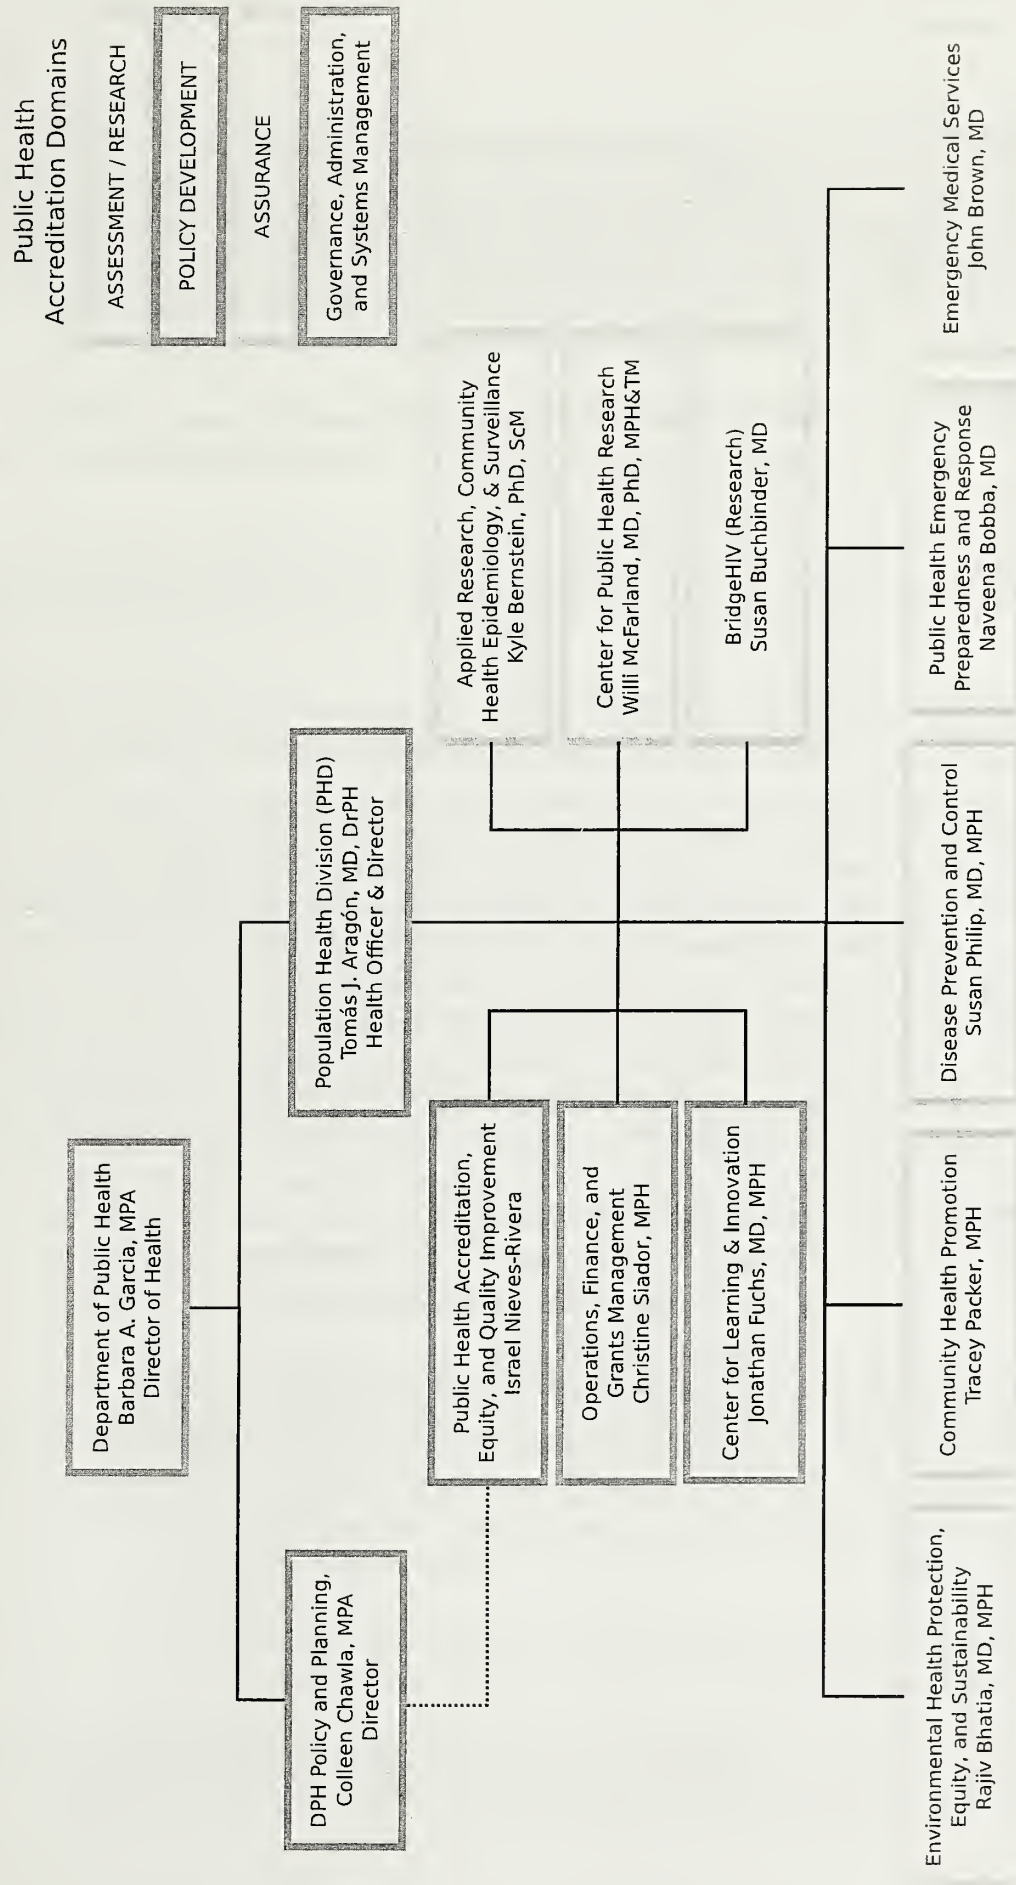 Public Health
Accreditation Domains
ASSESSMENT / RESEARCH
POLICY DEVELOPMENT
ASSURANCE
Governance, Administration,
and Systems Management
Department of Public Health
Barbara A. Garcia, MPA
Director of Health
DPH Policy and Planning,
Colleen Chawla, MPA
Director
Population Health Division (PHD)
Tomás J. Aragón, MD, DrPH
Health Officer & Director
Public Health Accreditation,
Equity, and Quality Improvement
Israel Nieves-Rivera
Operations, Finance, and
Grants Management
Christine Siador, MPH
Center for Learning & Innovation
Jonathan Fuchs, MD, MPH
Applied Research, Community
Health Epidemiology, & Surveillance
Kyle Bernstein, PhD, ScM
Center for Public Health Research
Willi McFarland, MD, PhD, MPH&TM
BridgeHIV (Research)
Susan Buchbinder, MD
Environmental Health Protection,
Equity, and Sustainability
Rajiv Bhatia, MD, MPH
Community Health Promotion
Tracey Packer, MPH
Disease Prevention and Control
Susan Philip, MD, MPH
Public Health Emergency
Preparedness and Response
Naveena Bobba, MD
Emergency Medical Services
John Brown, MD